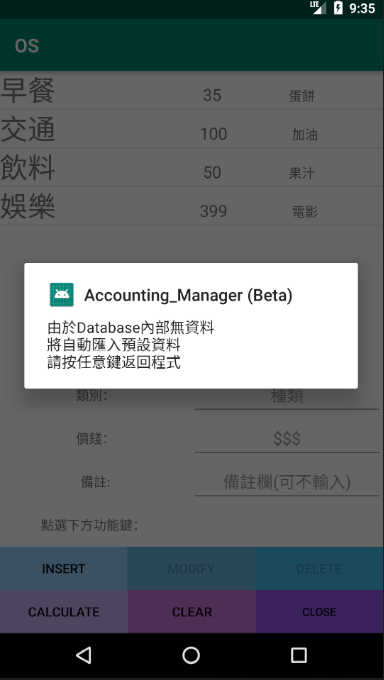 LTE 9:35
OS
早餐 35 蛋餅
交通 100 加油
飲料 50 果汁
娛樂 399 電影
Accounting_Manager (Beta)
由於Database內部無資料
將自動匯入預設資料
請按任意鍵返回程式
類別: 種類
價錢: $$$
備註: 備註欄(可不輸入)
點選下方功能鍵:
INSERT MODIFY DELETE
CALCULATE CLEAR CLOSE